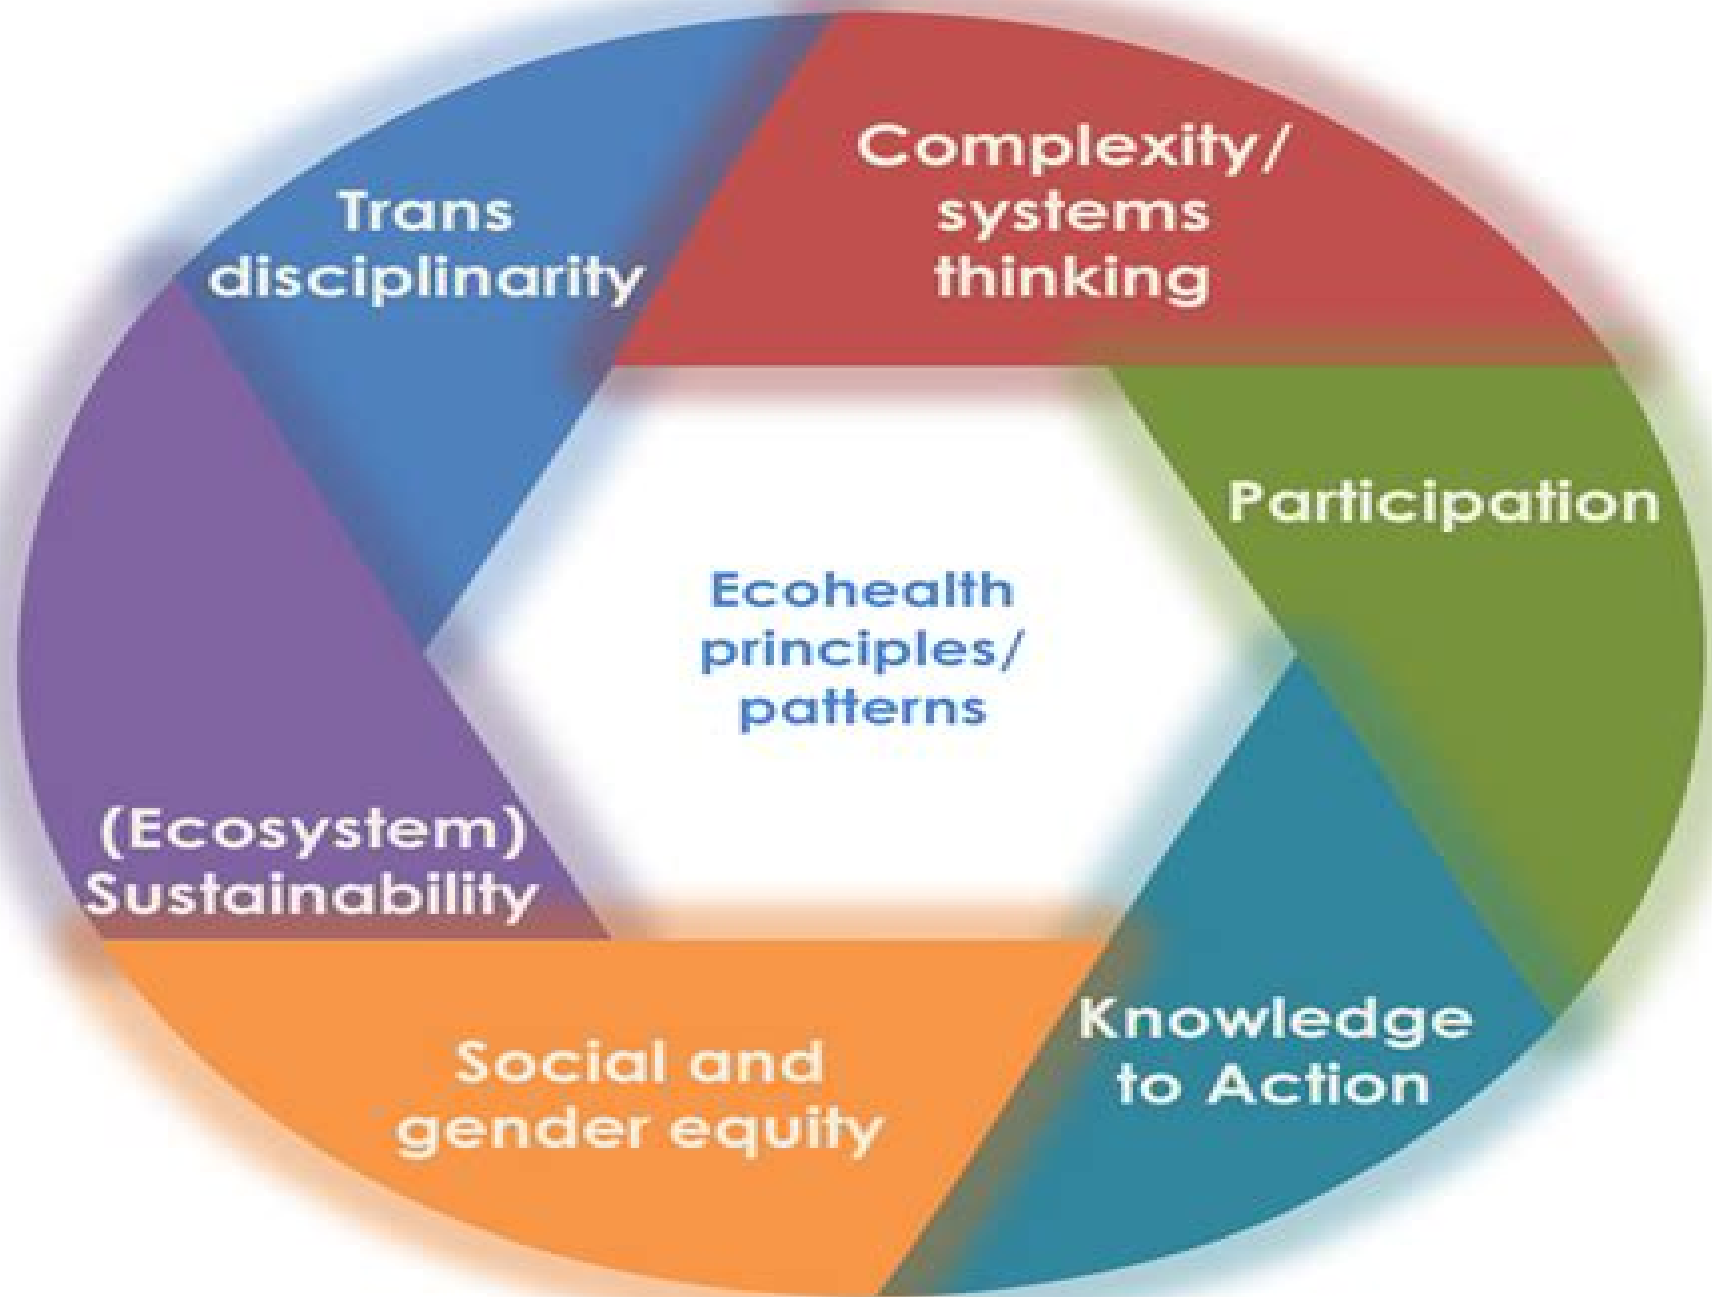 Trans
disciplinarity
Complexity/
systems
thinking
Participation
Ecohealth
principles/
patterns
(Ecosystem)
Sustainability
Knowledge
to Action
Social and
gender equity